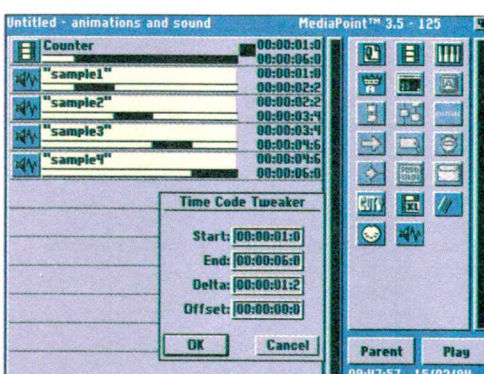 Untitled - animations and sound
MediaPoint™ 3.5 - 125
Counter
00:00:01:0
00:00:06:0
"sample1"
00:00:01:0
00:00:02:2
"sample2"
00:00:02:2
00:00:03:4
"sample3"
00:00:03:4
00:00:04:6
"sample4"
00:00:04:6
00:00:06:0
Time Code Tweaker
Start: 00:00:01:0
End: 00:00:06:0
Delta: 00:00:01:2
Offset: 00:00:00:0
OK
Cancel
XL
Parent
Play